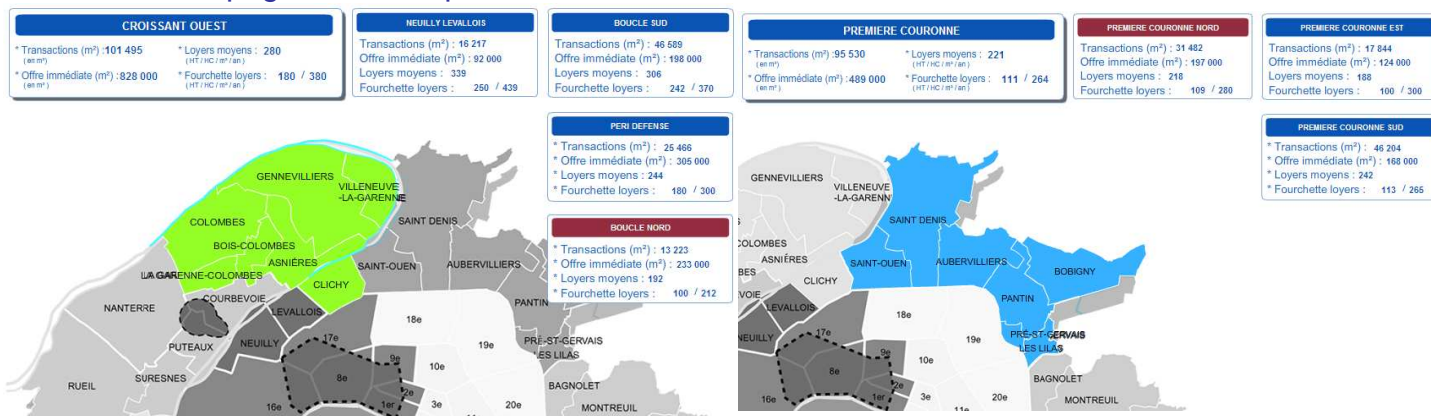 CROISSANT OUEST
* Transactions (m²) :101 495
( en m²)
* Loyers moyens : 280
( HT / HC / m² / an )
* Offre immédiate (m²) :828 000
( en m²)
* Fourchette loyers : 180 / 380
( HT / HC / m² / an )
NEUILLY LEVALLOIS
Transactions (m²) : 16 217
Offre immédiate (m²) : 92 000
Loyers moyens : 339
Fourchette loyers : 250 / 439
BOUCLE SUD
Transactions (m²) : 46 589
Offre immédiate (m²) : 198 000
Loyers moyens : 306
Fourchette loyers : 242 / 370
PERI DEFENSE
* Transactions (m²) : 25 466
* Offre immédiate (m²) : 305 000
* Loyers moyens : 244
* Fourchette loyers : 180 / 300
BOUCLE NORD
* Transactions (m²) : 13 223
* Offre immédiate (m²) : 233 000
* Loyers moyens : 192
* Fourchette loyers : 100 / 212
GENNEVILLIERS
VILLENEUVE
-LA-GARENNE
COLOMBES
SAINT DENIS
BOIS-COLOMBES
ASNIÈRES
LA GARENNE-COLOMBES
CLICHY
SAINT-OUEN
AUBERVILLIERS
NANTERRE
COURBEVOIE
LEVALLOIS
PANTIN
PUTEAUX
NEUILLY
17e
18e
19e
PRÉ-ST-GERVAIS
LES LILAS
SURESNES
RUEIL
8e
9e
10e
BAGNOLET
16e
1er
2e
3e
11e
20e
MONTREUIL
PREMIERE COURONNE
* Transactions (m²) :95 530
( en m²)
* Loyers moyens : 221
( HT / HC / m² / an )
* Offre immédiate (m²) :489 000
( en m²)
* Fourchette loyers : 111 / 264
( HT / HC / m² / an )
PREMIERE COURONNE NORD
Transactions (m²) : 31 482
Offre immédiate (m²) : 197 000
Loyers moyens : 218
Fourchette loyers : 109 / 280
PREMIERE COURONNE EST
Transactions (m²) : 17 844
Offre immédiate (m²) : 124 000
Loyers moyens : 188
Fourchette loyers : 100 / 300
PREMIERE COURONNE SUD
* Transactions (m²) : 46 204
* Offre immédiate (m²) : 168 000
* Loyers moyens : 242
* Fourchette loyers : 113 / 265
GENNEVILLIERS
VILLENEUVE
-LA-GARENN
SAINT DENIS
COLOMBES
ASNIÈRES
SAINT-OUEN
AUBERVILLIERS
BOBIGNY
CLICHY
VOIE
LEVALLOIS
PANTIN
NEUILLY
17e
18e
19e
PRÉ-ST-GERVAIS
LES LILAS
8e
9e
10e
BAGNOLET
16e
1er
2e
3e
11e
20e
MONTREUIL